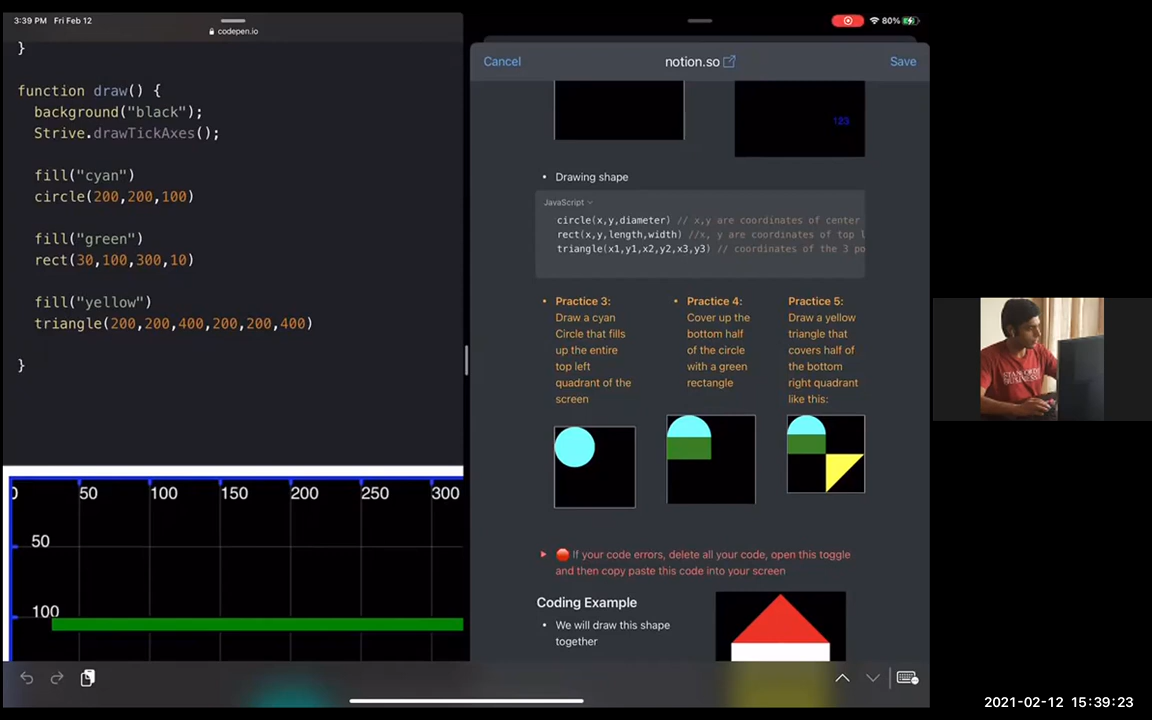 3:39 PM Fri Feb 12
codepen.io
}
function draw() {
background("black");
Strive.drawTickAxes();
fill("cyan")
circle(200,200,100)
fill("green")
rect(30,100,300,10)
fill("yellow")
triangle(200,200,400,200,200,400)
}
0 50 100 150 200 250 300
50
100
80%
Cancel
notion.so
Save
123
• Drawing shape
JavaScript
circle(x,y,diameter) // x,y are coordinates of center
rect(x,y,length,width) //x, y are coordinates of top l
triangle(x1,y1,x2,y2,x3,y3) // coordinates of the 3 po
• Practice 3:
Draw a cyan
Circle that fills
up the entire
top left
quadrant of the
screen
• Practice 4:
Cover up the
bottom half
of the circle
with a green
rectangle
Practice 5:
Draw a yellow
triangle that
covers half of
the bottom
right quadrant
like this:
If your code errors, delete all your code, open this toggle
and then copy paste this code into your screen
Coding Example
• We will draw this shape
together
STANFORD
BUSINESS
2021-02-12 15:39:23